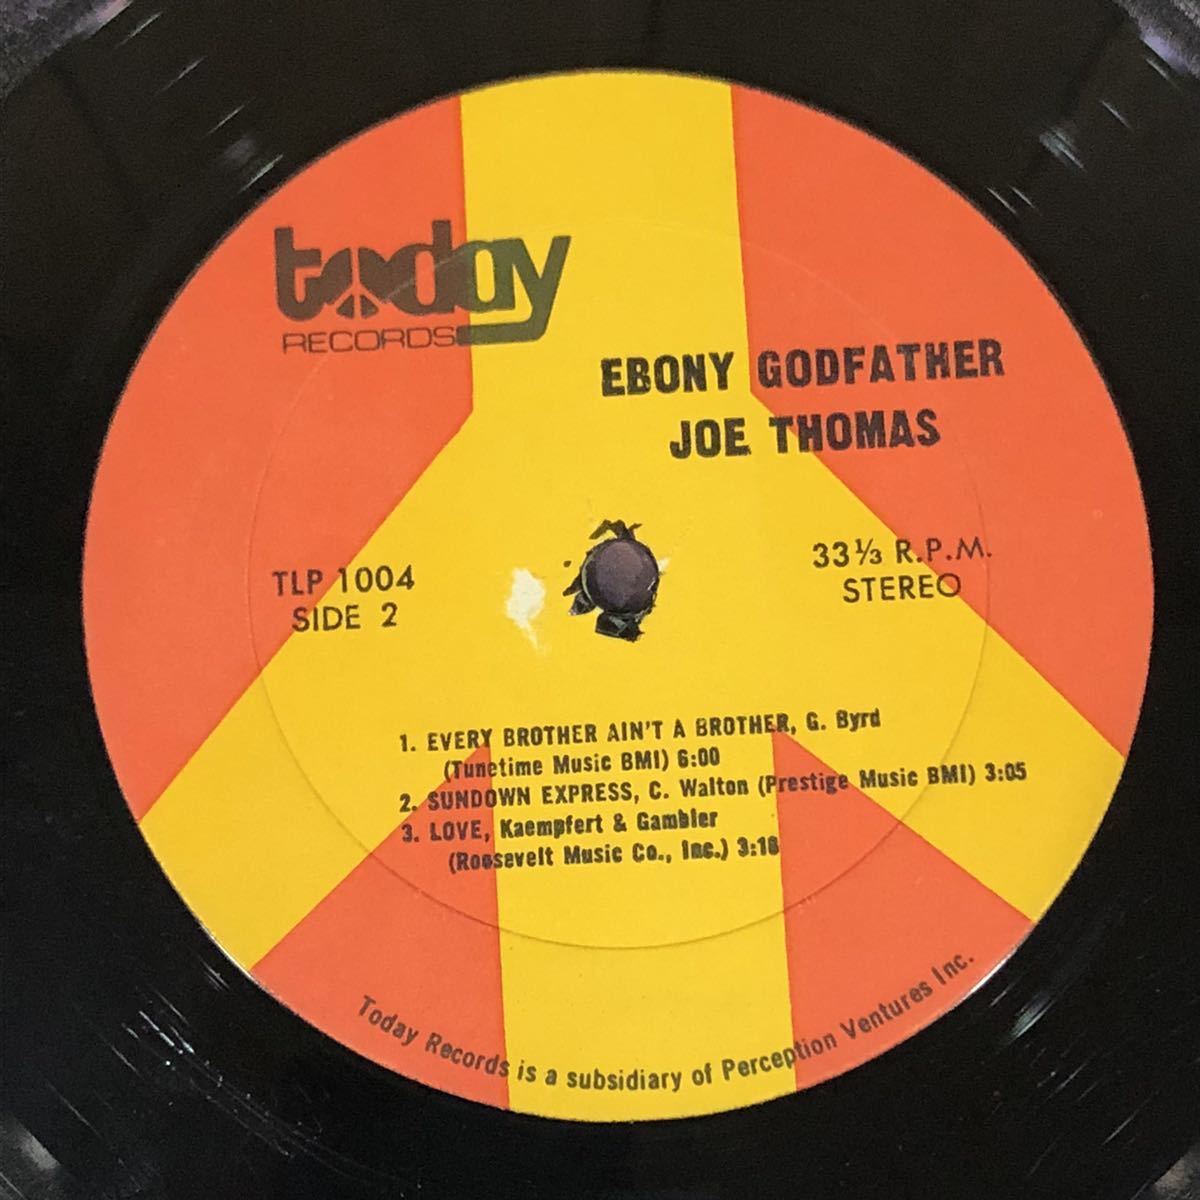 today
RECORDS
EBONY GODFATHER
JOE THOMAS
TLP 1004
SIDE 2
33⅓ R.P.M.
STEREO
1. EVERY BROTHER AIN'T A BROTHER, G. Byrd
(Tunetime Music BMI) 6:00
2. SUNDOWN EXPRESS, C. Walton (Prestige Music BMI) 3:05
3. LOVE, Kaempfert & Gambler
(Roosevelt Music Co., Inc.) 3:18
Today Records is a subsidiary of Perception Ventures Inc.